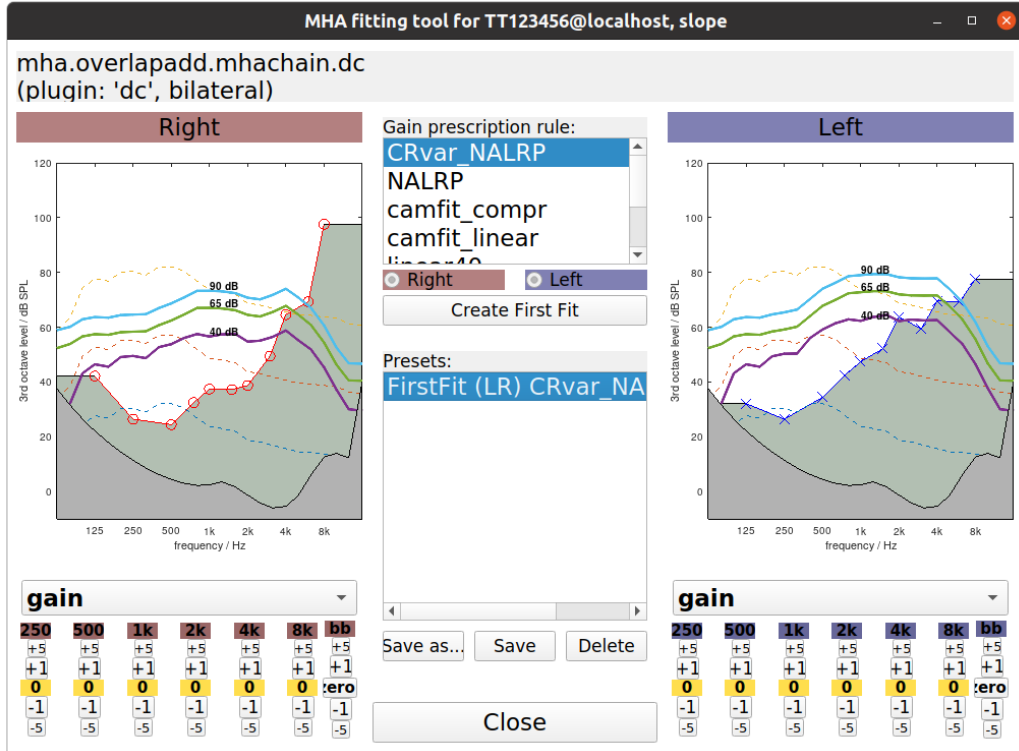 MHA fitting tool for TT123456@localhost, slope
mha.overlapadd.mhachain.dc
(plugin: 'dc', bilateral)
Right
120
100
80
60
40
20
0
3rd octave level / dB SPL
90 dB
65 dB
40 dB
125 250 500 1k 2k 4k 8k
frequency / Hz
gain
250 500 1k 2k 4k 8k bb
+5 +5 +5 +5 +5 +5 +5
+1 +1 +1 +1 +1 +1 +1
0 0 0 0 0 0 zero
-1 -1 -1 -1 -1 -1 -1
-5 -5 -5 -5 -5 -5 -5
Gain prescription rule:
CRvar_NALRP
NALRP
camfit_compr
camfit_linear
linear40
Right Left
Create First Fit
Presets:
FirstFit (LR) CRvar_NA
Save as... Save Delete
Close
Left
120
100
80
60
40
20
0
3rd octave level / dB SPL
90 dB
65 dB
40 dB
125 250 500 1k 2k 4k 8k
frequency / Hz
gain
250 500 1k 2k 4k 8k bb
+5 +5 +5 +5 +5 +5 +5
+1 +1 +1 +1 +1 +1 +1
0 0 0 0 0 0 zero
-1 -1 -1 -1 -1 -1 -1
-5 -5 -5 -5 -5 -5 -5